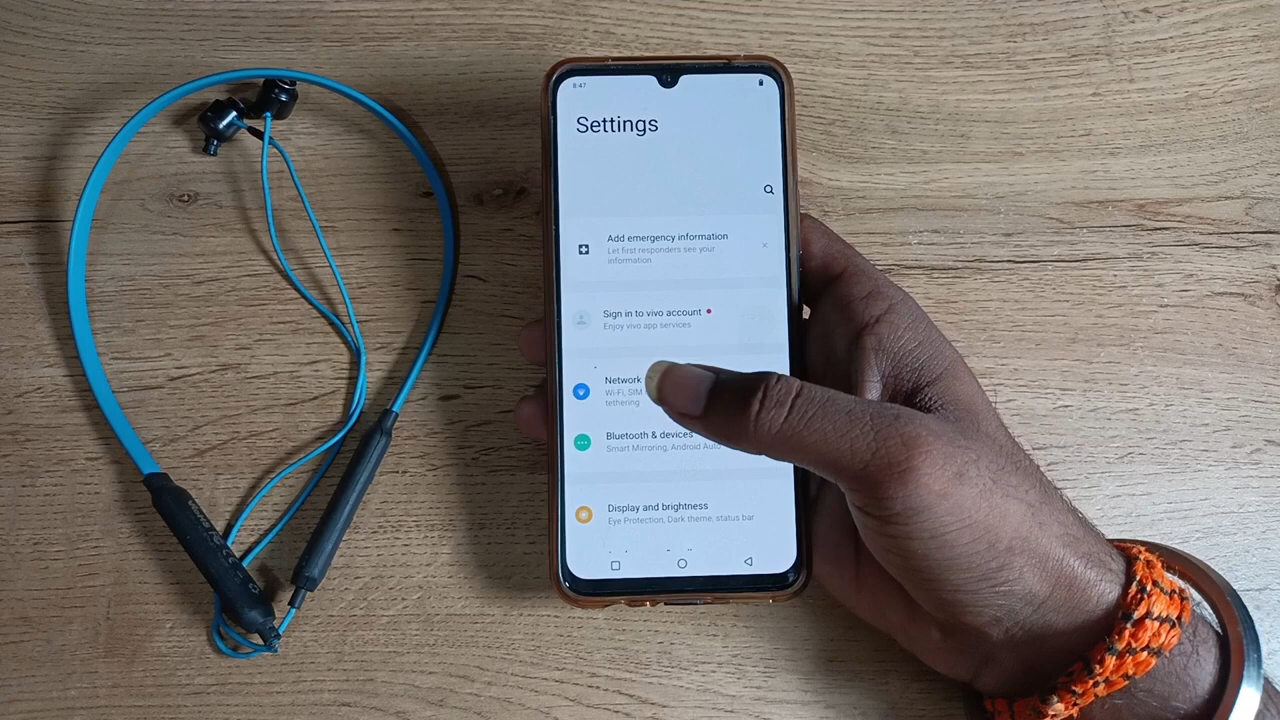 8:47
Settings
Add emergency information
Let first responders see your
information
Sign in to vivo account
Enjoy vivo app services
Network
Wi-Fi, SIM
tethering
Bluetooth & devices
Smart Mirroring, Android Auto
Display and brightness
Eye Protection, Dark theme, status bar